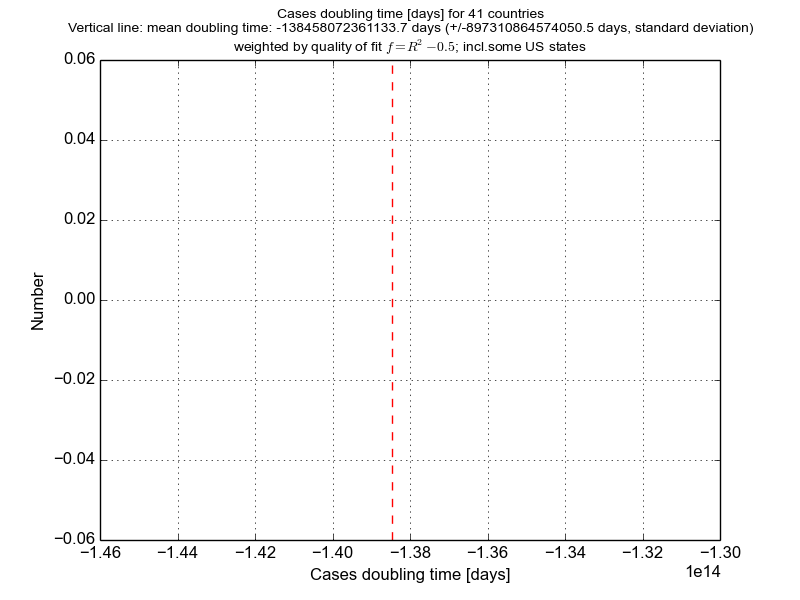 Cases doubling time [days] for 41 countries
Vertical line: mean doubling time: -138458072361133.7 days (+/-897310864574050.5 days, standard deviation)
weighted by quality of fit f=R² −0.5; incl.some US states
0.06
0.04
0.02
0.00
−0.02
−0.04
−0.06
Number
−1.46 −1.44 −1.42 −1.40 −1.38 −1.36 −1.34 −1.32 −1.30
1e14
Cases doubling time [days]